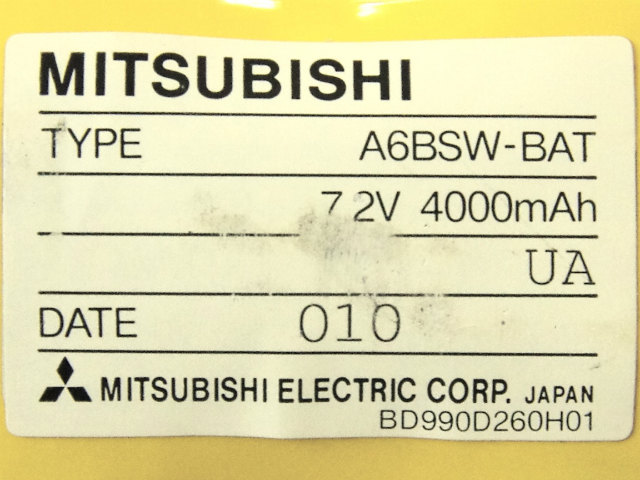 MITSUBISHI
TYPE A6BSW-BAT
7 2V 4000mAh
UA
DATE 010
MITSUBISHI ELECTRIC CORP. JAPAN
BD990D260H01